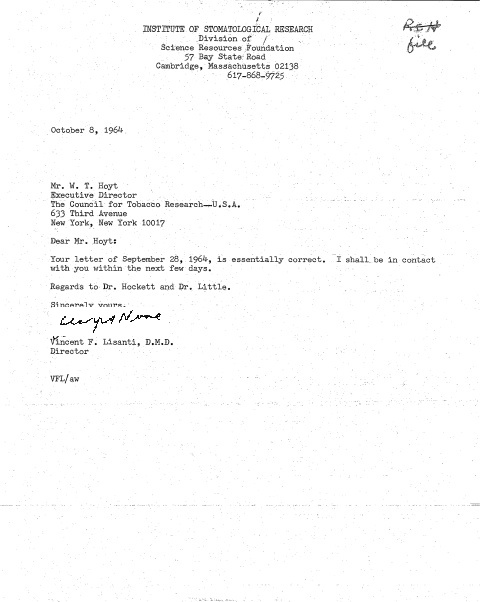 INSTITUTE OF STOMATOLOGICAL RESEARCH
Division of
Science Resources Foundation
57 Bay State Road
Cambridge, Massachusetts 02138
617-868-9725
RCH
file
October 8, 1964
Mr. W. T. Hoyt
Executive Director
The Council for Tobacco Research—U.S.A.
633 Third Avenue
New York, New York 10017
Dear Mr. Hoyt:
Your letter of September 28, 1964, is essentially correct. I shall be in contact
with you within the next few days.
Regards to Dr. Hockett and Dr. Little.
Sincerely yours,
Vincent F. Lisanti, D.M.D.
Director
VFL/aw